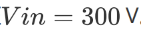 Vin = 300 V